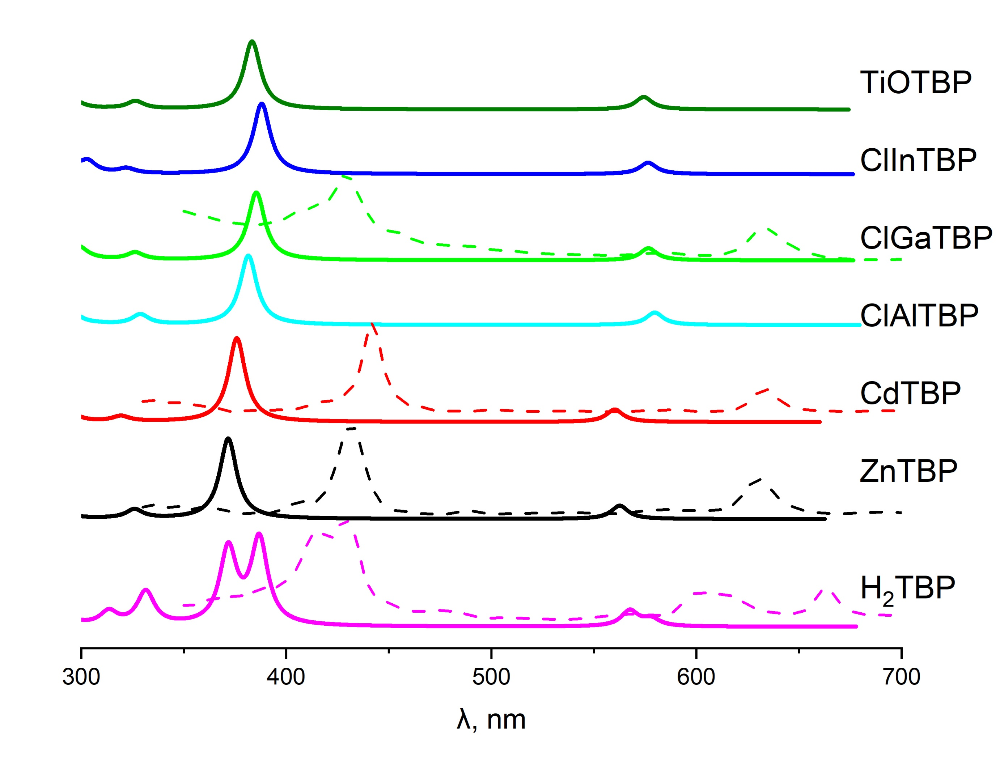 TiOTBP
ClInTBP
ClGaTBP
ClAlTBP
CdTBP
ZnTBP
H₂TBP
300 400 500 600 700
λ, nm